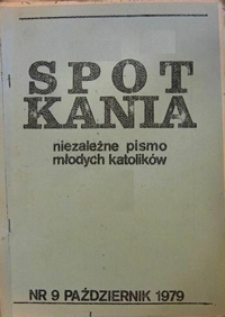 SPOT
KANIA
niezależne pismo
młodych katolików
NR 9 PAŹDZIERNIK 1979